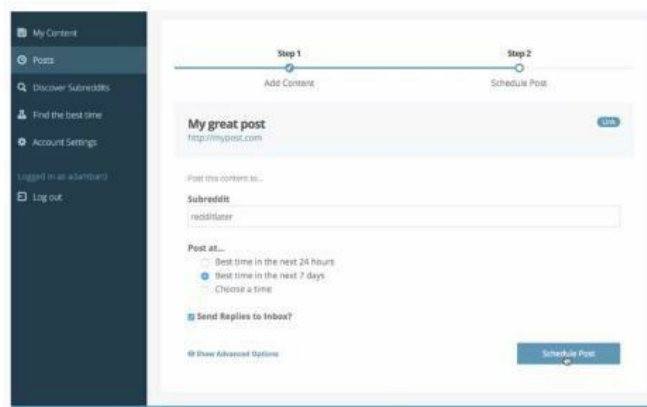 My Content
Posts
Discover Subreddits
Find the best time
Account Settings
Logged in as
Log out
Step 1
Step 2
Add Content
Schedule Post
My great post
Link
http://mypost.com
Post this content to...
Subreddit
redditlater
Post at...
Best time in the next 24 hours
Best time in the next 7 days
Choose a time
Send Replies to Inbox?
Show Advanced Options
Schedule Post